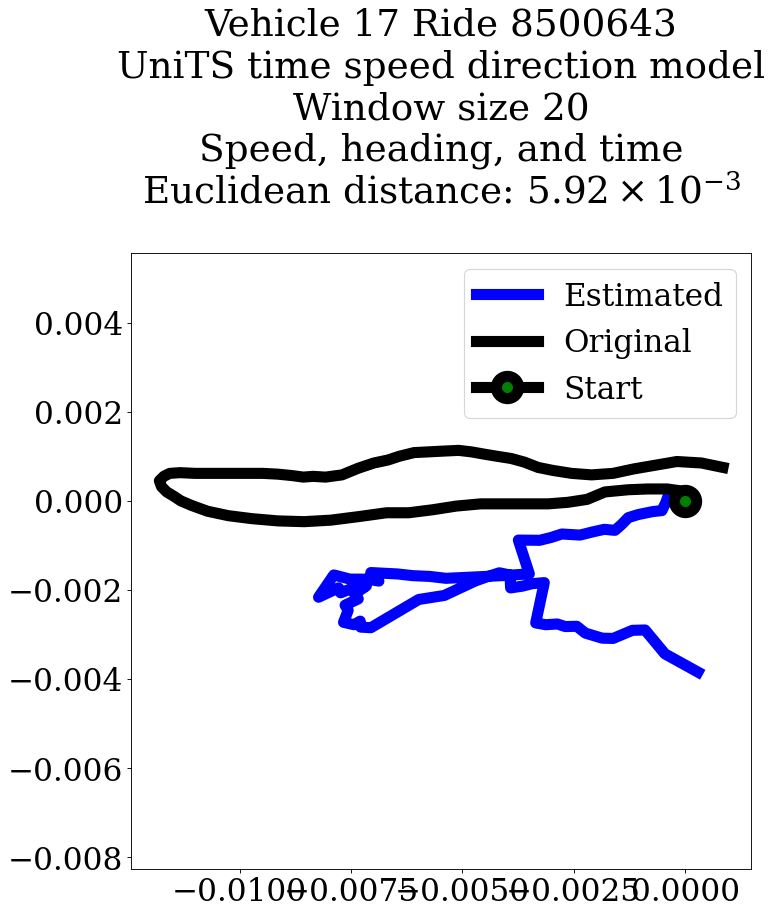 Vehicle 17 Ride 8500643
UniTS time speed direction model
Window size 20
Speed, heading, and time
Euclidean distance: 5.92 × 10⁻³
Estimated
Original
Start
0.004
0.002
0.000
−0.002
−0.004
−0.006
−0.008
−0.010 −0.0075 −0.005 −0.0025 0.0000